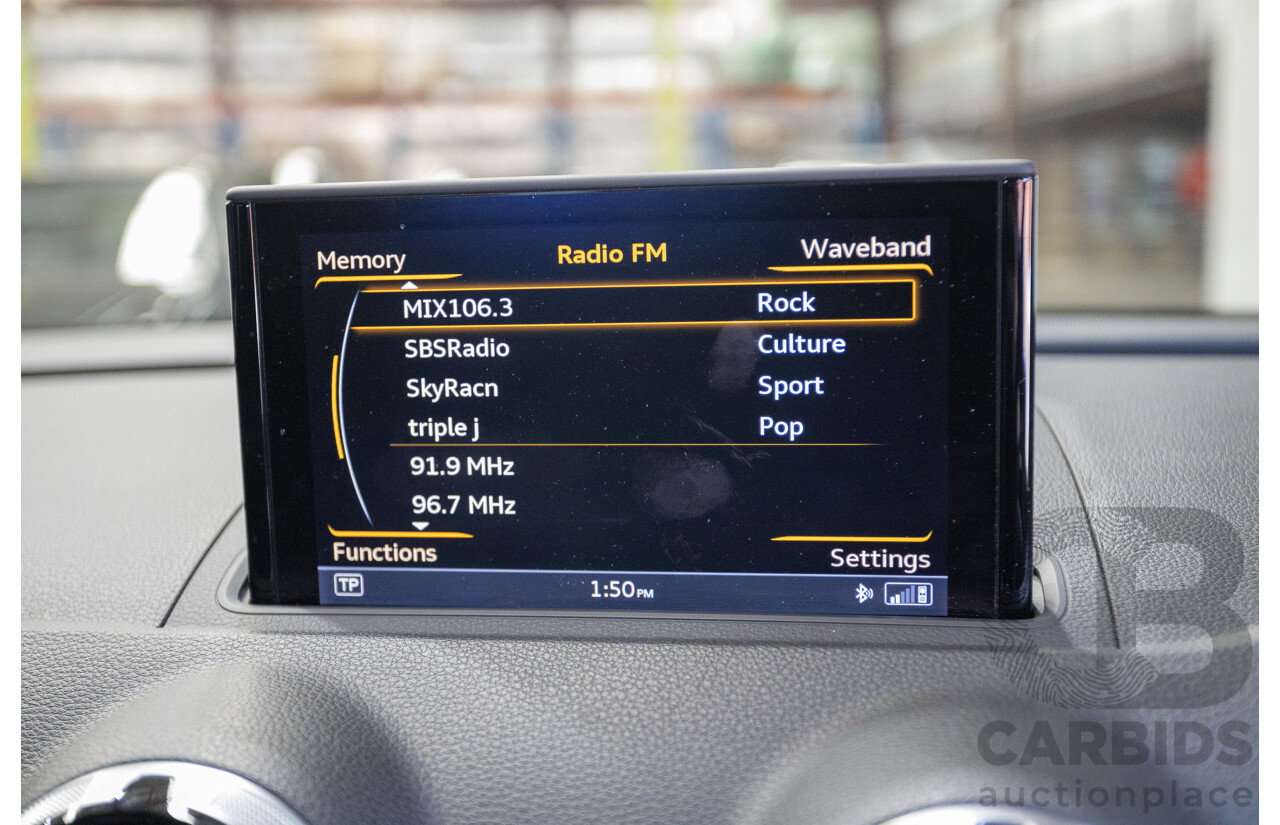 Memory Radio FM Waveband
MIX106.3 Rock
SBSRadio Culture
SkyRacn Sport
triple j Pop
91.9 MHz
96.7 MHz
Functions Settings
TP 1:50PM
CB
CARBIDS
auctionplace